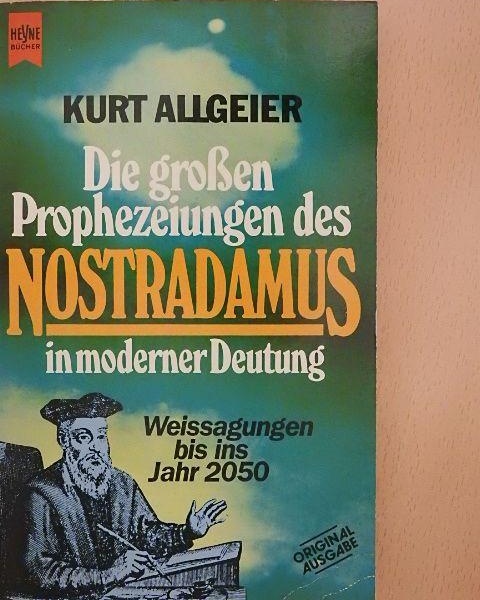 HEYNE
BÜCHER
KURT ALLGEIER
Die großen
Prophezeiungen des
NOSTRADAMUS
in moderner Deutung
Weissagungen
bis ins
Jahr 2050
ORIGINAL
AUSGABE